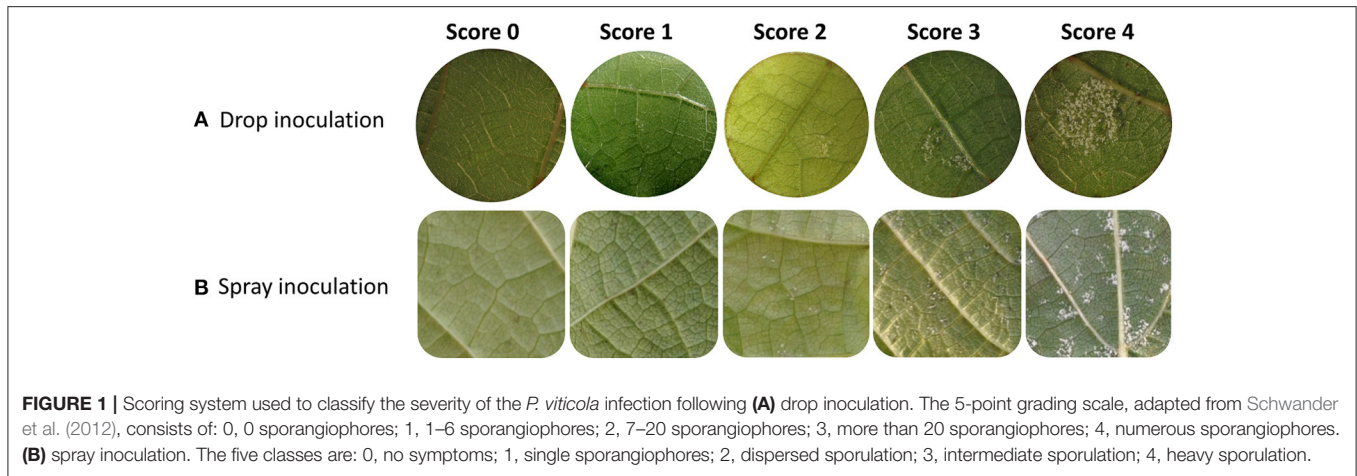 Score 0 Score 1 Score 2 Score 3 Score 4
A Drop inoculation
B Spray inoculation
FIGURE 1 | Scoring system used to classify the severity of the P. viticola infection following (A) drop inoculation. The 5-point grading scale, adapted from Schwander
et al. (2012), consists of: 0, 0 sporangiophores; 1, 1–6 sporangiophores; 2, 7–20 sporangiophores; 3, more than 20 sporangiophores; 4, numerous sporangiophores.
(B) spray inoculation. The five classes are: 0, no symptoms; 1, single sporangiophores; 2, dispersed sporulation; 3, intermediate sporulation; 4, heavy sporulation.